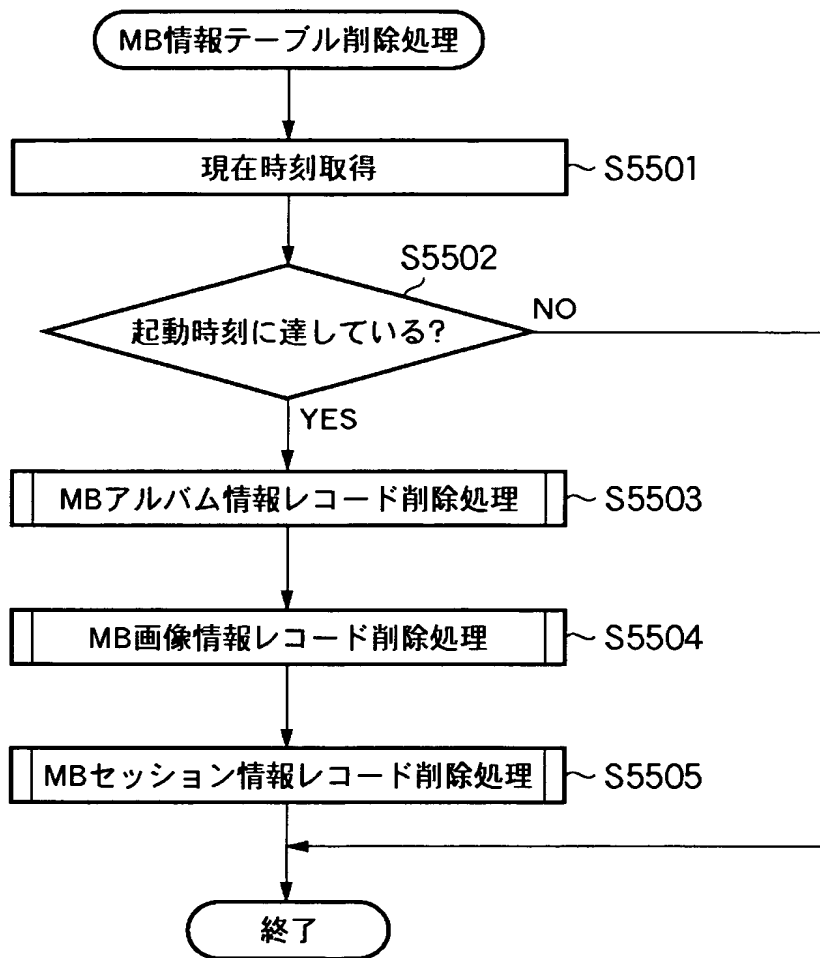 MB情報テーブル削除処理
現在時刻取得
S5501
S5502
起動時刻に達している?
NO
YES
MBアルバム情報レコード削除処理
S5503
MB画像情報レコード削除処理
S5504
MBセッション情報レコード削除処理
S5505
終了